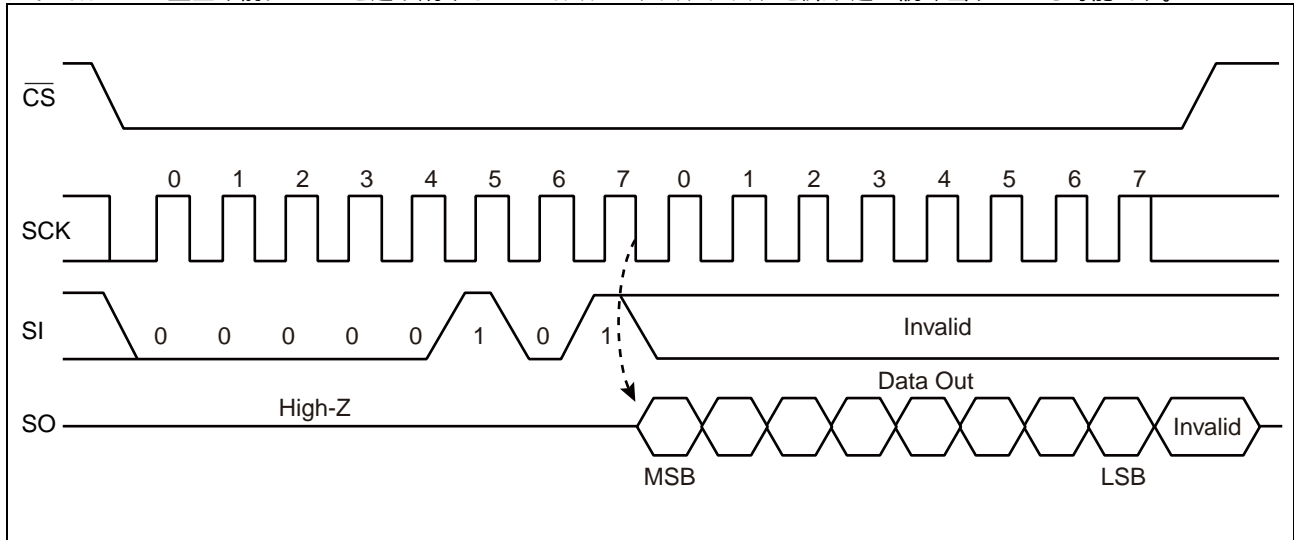 CS
0 1 2 3 4 5 6 7 0 1 2 3 4 5 6 7
SCK
SI
0 0 0 0 0 1 0 1
Invalid
Data Out
High-Z
SO
Invalid
MSB
LSB